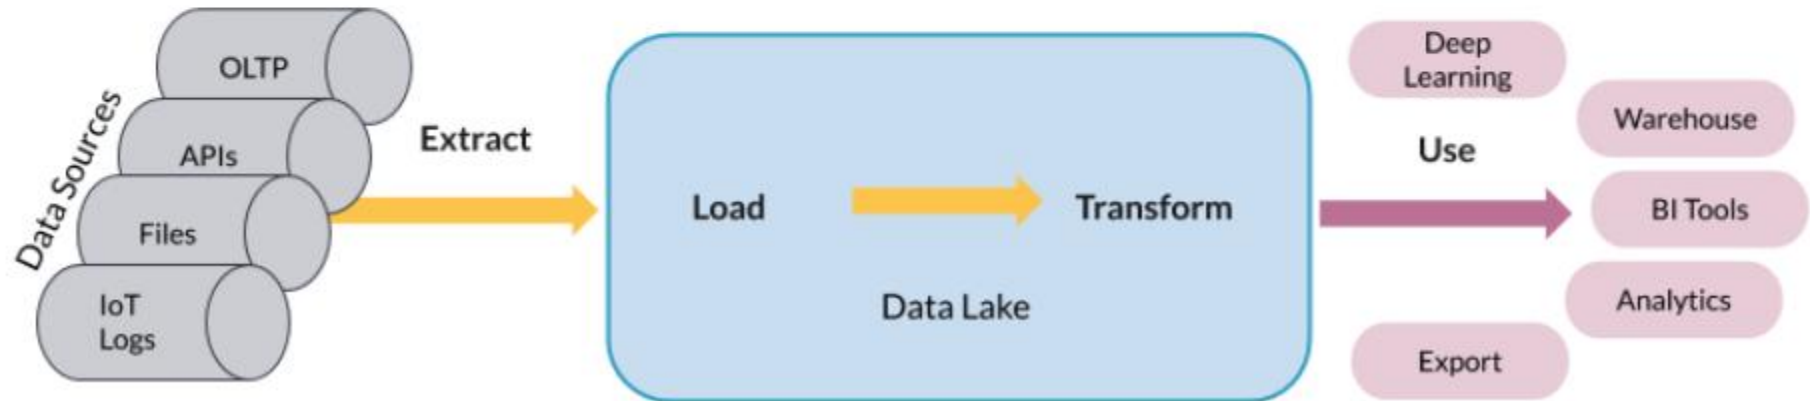 Data Sources
OLTP
APIs
Files
IoT
Logs
Extract
Load
Transform
Data Lake
Use
Deep
Learning
Warehouse
BI Tools
Analytics
Export